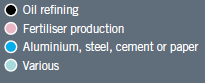 Oil refining
Fertiliser production
Aluminium, steel, cement or paper
Various